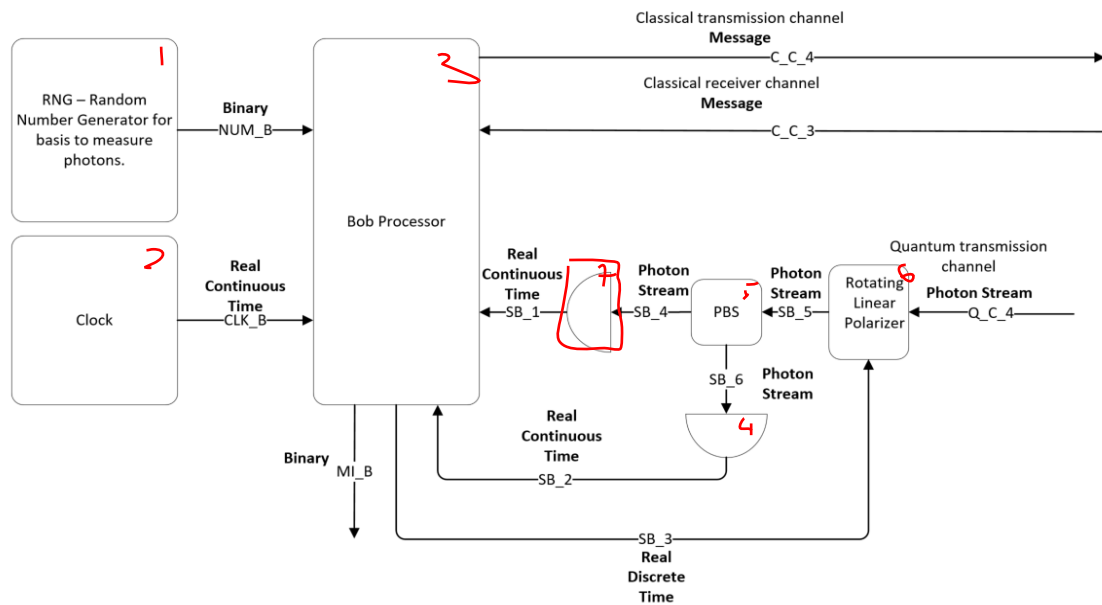 Classical transmission channel
Message
C_C_4
Classical receiver channel
Message
C_C_3
1
RNG – Random
Number Generator for
basis to measure
photons.
Binary
NUM_B
3
Bob Processor
2
Clock
Real
Continuous
Time
CLK_B
Real
Continuous
Time
SB_1
7
Photon
Stream
SB_4
5
PBS
Photon
Stream
SB_5
6
Rotating
Linear
Polarizer
Quantum transmission
channel
Photon Stream
Q_C_4
SB_6
Photon
Stream
4
Real
Continuous
Time
SB_2
Binary
MI_B
SB_3
Real
Discrete
Time